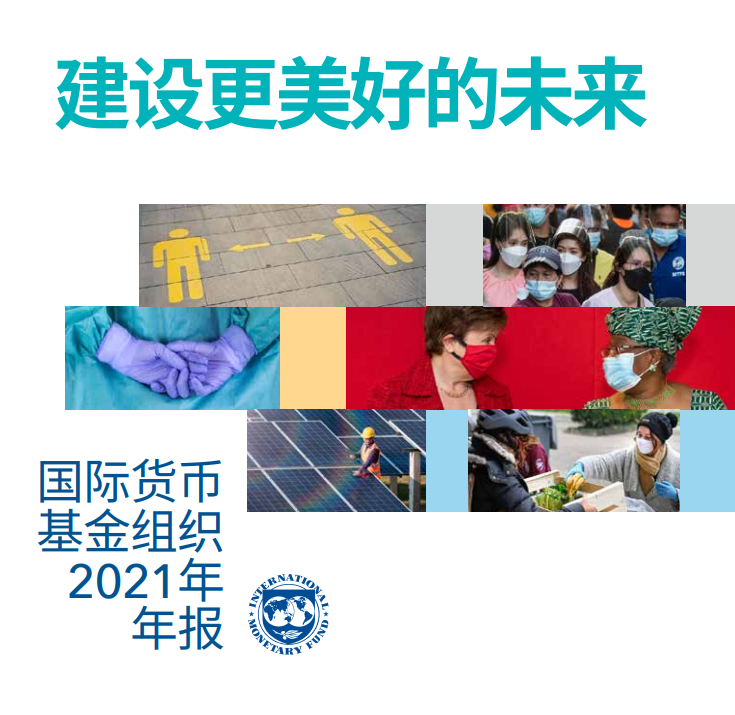 建设更美好的未来
国际货币
基金组织
2021年
年报
INTERNATIONAL
MONETARY FUND